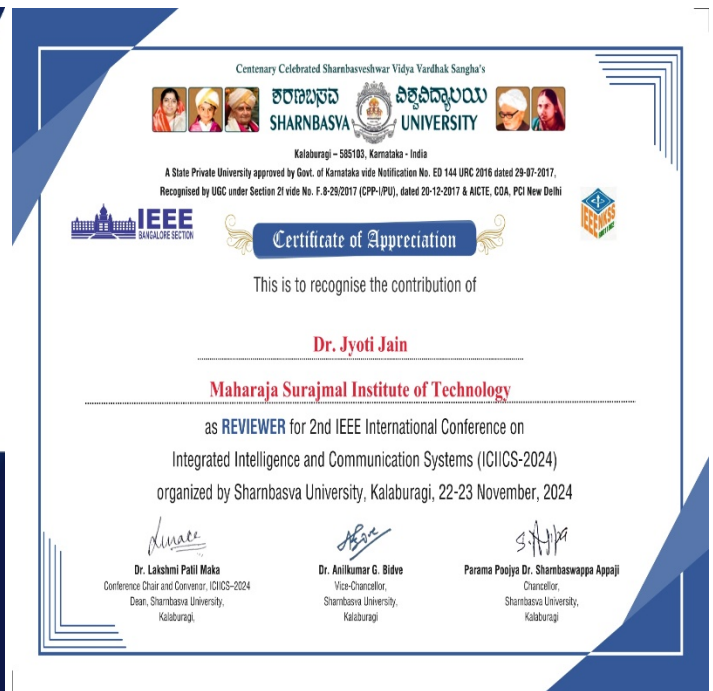 Centenary Celebrated Sharnbasveshwar Vidya Vardhak Sangha's
ಶರಣಬಸವ ವಿಶ್ವವಿದ್ಯಾಲಯ
SHARNBASVA UNIVERSITY
Kalaburagi – 585103, Karnataka - India
A State Private University approved by Govt. of Karnataka vide Notification No. ED 144 URC 2016 dated 29-07-2017,
Recognised by UGC under Section 2f vide No. F.8-29/2017 (CPP-I/PU), dated 20-12-2017 & AICTE, COA, PCI New Delhi
IEEE
BANGALORE SECTION
Certificate of Appreciation
IEEE
This is to recognise the contribution of
Dr. Jyoti Jain
Maharaja Surajmal Institute of Technology
as REVIEWER for 2nd IEEE International Conference on
Integrated Intelligence and Communication Systems (ICIICS-2024)
organized by Sharnbasva University, Kalaburagi, 22-23 November, 2024
Dr. Lakshmi Patil Maka
Conference Chair and Convenor, ICIICS–2024
Dean, Sharnbasva University,
Kalaburagi,
Dr. Anilkumar G. Bidve
Vice-Chancellor,
Sharnbasva University,
Kalaburagi
Parama Poojya Dr. Sharnbaswappa Appaji
Chancellor,
Sharnbasva University,
Kalaburagi